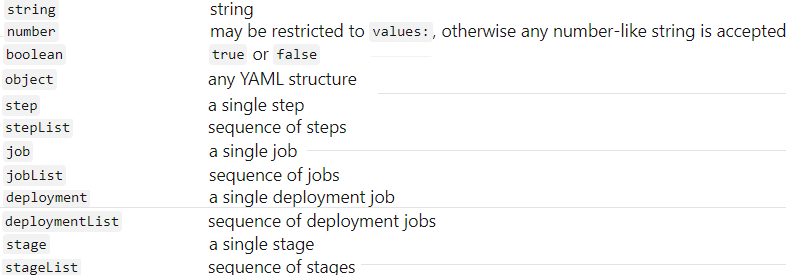 string string
number may be restricted to values:, otherwise any number-like string is accepted
boolean true or false
object any YAML structure
step a single step
stepList sequence of steps
job a single job
jobList sequence of jobs
deployment a single deployment job
deploymentList sequence of deployment jobs
stage a single stage
stageList sequence of stages